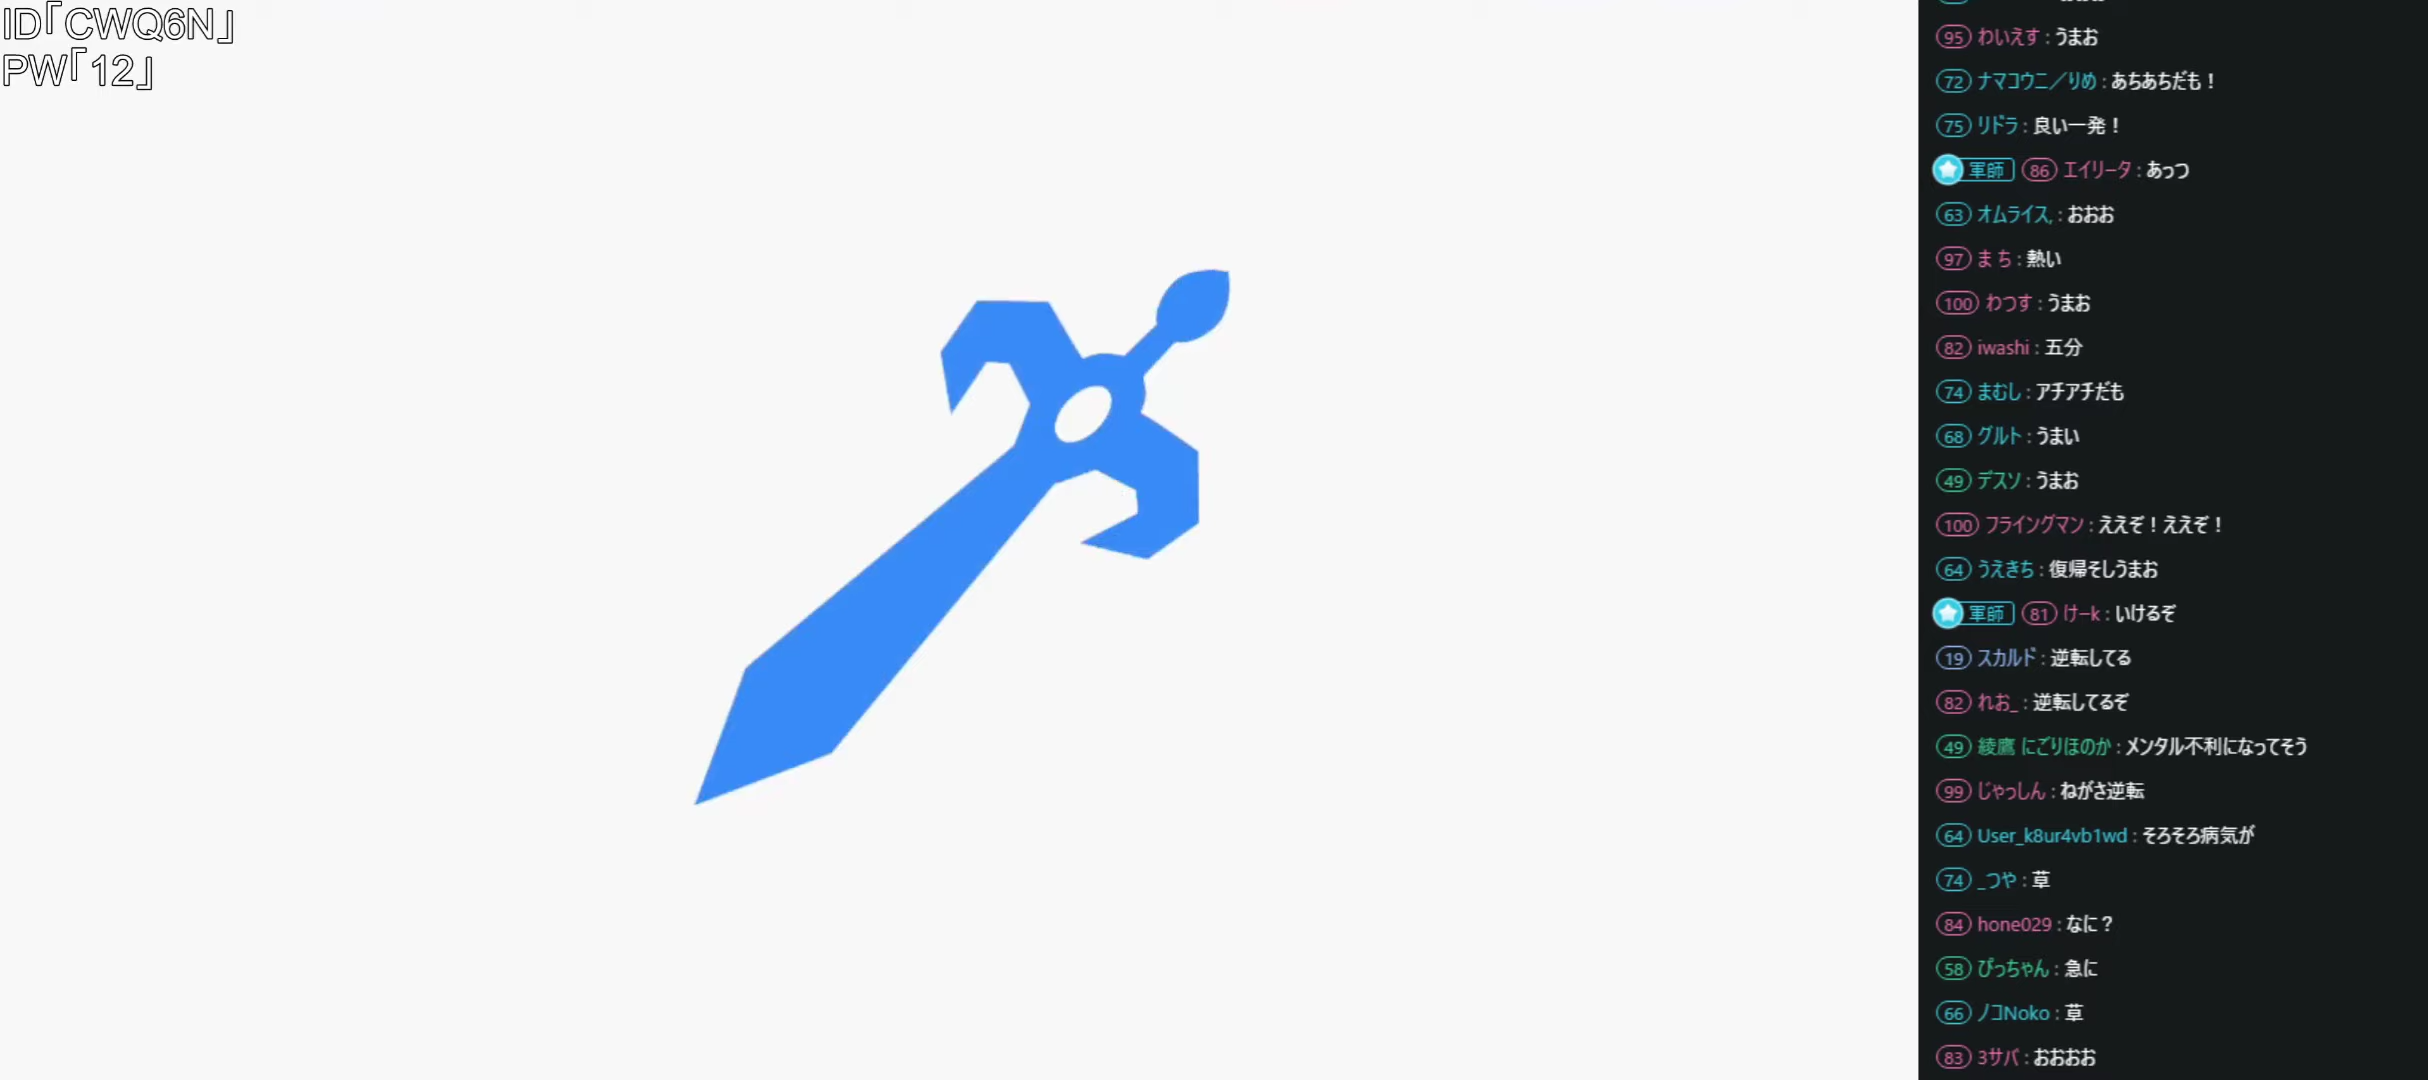 ID「CWQ6N」
PW「12」
95 わいえす : うまお
72 ナマコウニ／りめ : あちあちだも！
75 リドラ : 良い一発！
軍師 86 エイリータ : あっつ
63 オムライス, : おおお
97 ま ち : 熱い
100 わつす : うまお
82 iwashi : 五分
74 まむし : アチアチだも
68 グルト : うまい
49 デスソ : うまお
100 フライングマン : ええぞ！ええぞ！
64 うえきち : 復帰そしうまお
軍師 81 けーk : いけるぞ
19 スカルド : 逆転してる
82 れお_ : 逆転してるぞ
49 綾鷹 にごりほのか : メンタル不利になってそう
99 じゃっしん : ねがさ逆転
64 User_k8ur4vb1wd : そろそろ病気が
74 _つや : 草
84 hone029 : なに？
58 ぴっちゃん : 急に
66 ノコNoko : 草
83 3サバ : おおおお